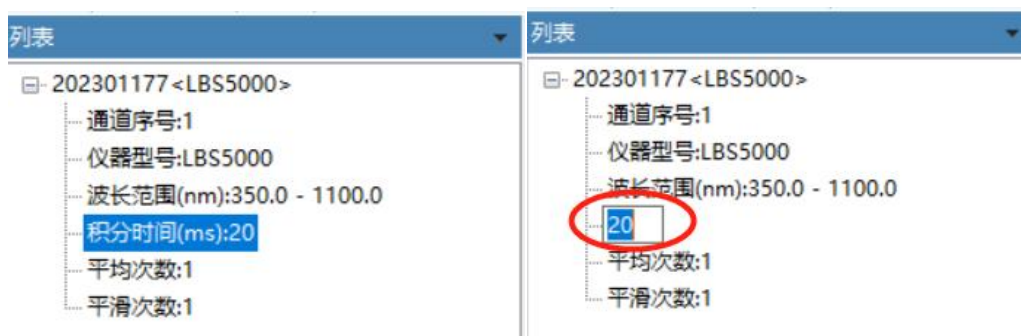 列表
202301177<LBS5000>
通道序号:1
仪器型号:LBS5000
波长范围(nm):350.0 - 1100.0
积分时间(ms):20
平均次数:1
平滑次数:1
列表
202301177<LBS5000>
通道序号:1
仪器型号:LBS5000
波长范围(nm):350.0 - 1100.0
20
平均次数:1
平滑次数:1